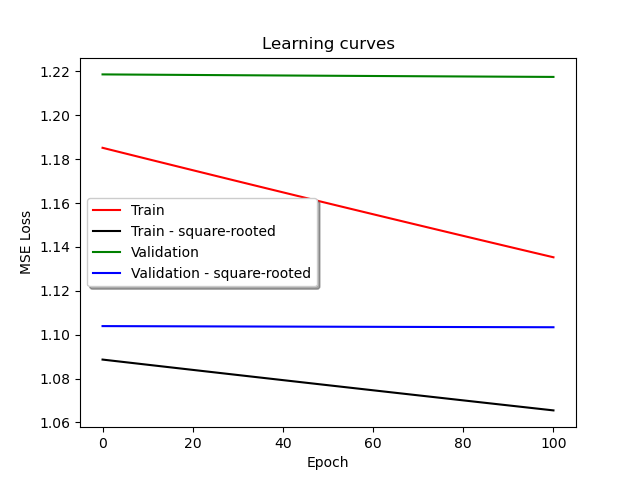 Learning curves
MSE Loss
1.22
1.20
1.18
1.16
1.14
1.12
1.10
1.08
1.06
Train
Train - square-rooted
Validation
Validation - square-rooted
0
20
40
60
80
100
Epoch